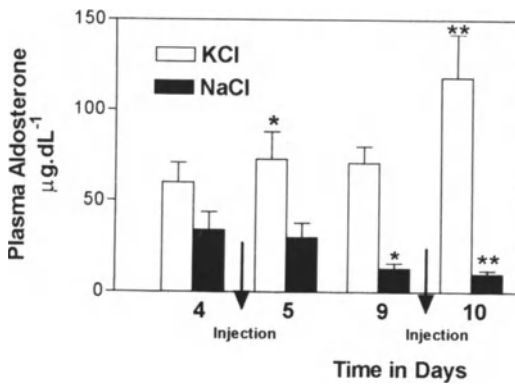 150
100
50
0
Plasma Aldosterone
µg.dL-1
KCl
NaCl
*
**
*
**
4 5 9 10
Injection Injection
Time in Days